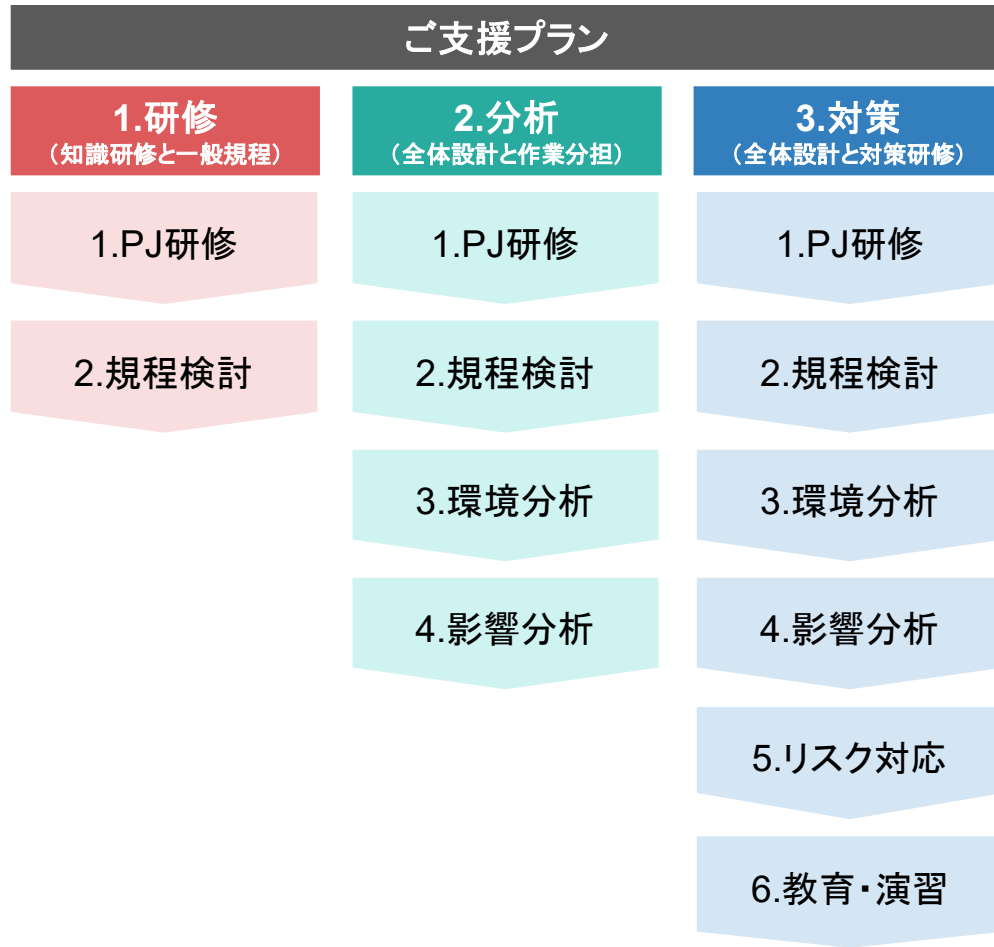 ご支援プラン
1.研修
（知識研修と一般規程）
1.PJ研修
2.規程検討
2.分析
（全体設計と作業分担）
1.PJ研修
2.規程検討
3.環境分析
4.影響分析
3.対策
（全体設計と対策研修）
1.PJ研修
2.規程検討
3.環境分析
4.影響分析
5.リスク対応
6.教育・演習